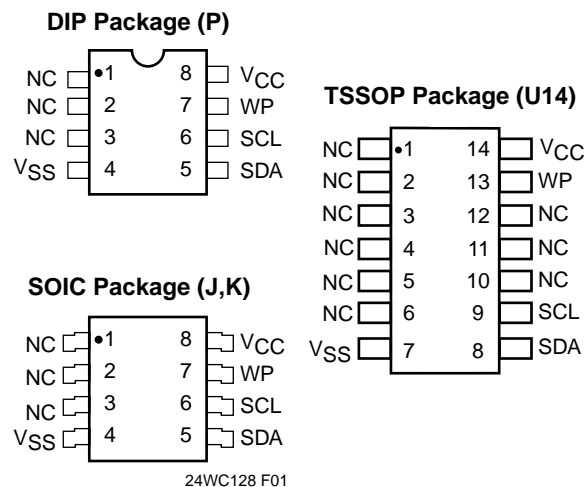 DIP Package (P)
NC 1 8 VCC
NC 2 7 WP
NC 3 6 SCL
VSS 4 5 SDA
SOIC Package (J,K)
NC 1 8 VCC
NC 2 7 WP
NC 3 6 SCL
VSS 4 5 SDA
24WC128 F01
TSSOP Package (U14)
NC 1 14 VCC
NC 2 13 WP
NC 3 12 NC
NC 4 11 NC
NC 5 10 NC
NC 6 9 SCL
VSS 7 8 SDA